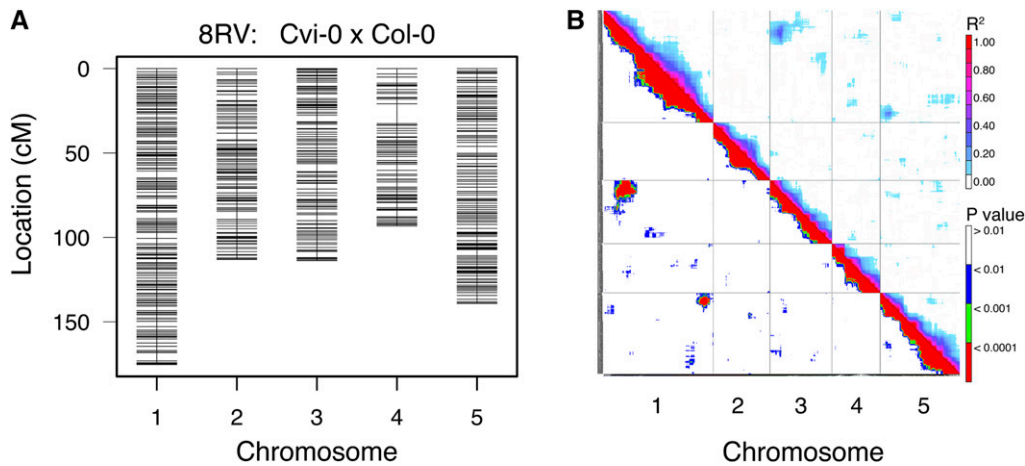 A
8RV: Cvi-0 x Col-0
0
50
100
150
Location (cM)
1 2 3 4 5
Chromosome
B
R²
1.00
0.80
0.60
0.40
0.20
0.00
P value
> 0.01
< 0.01
< 0.001
< 0.0001
1 2 3 4 5
Chromosome